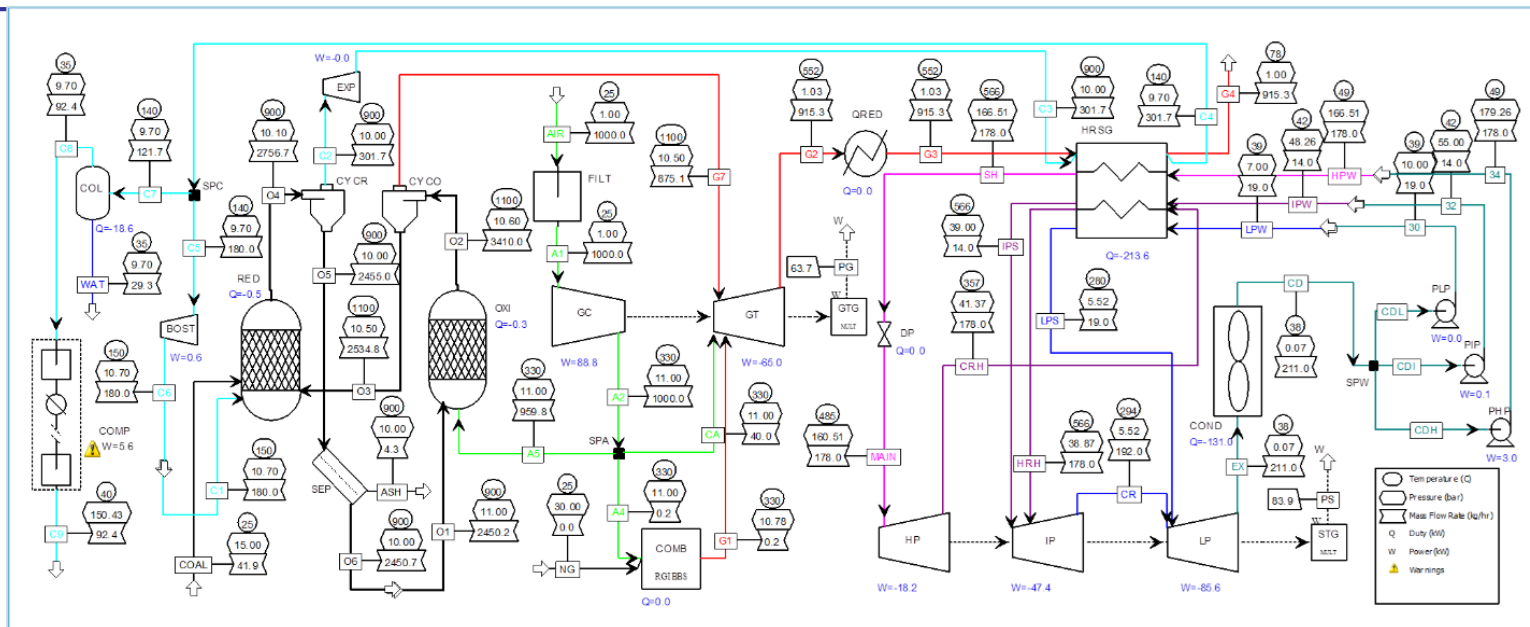 35
9.70
92.4
C8
140
9.70
121.7
C7
COL
Q=-18.6
35
9.70
WAT
29.3
SPC
140
9.70
C5
180.0
BOST
W=0.6
150
10.70
180.0
C6
COMP
W=5.6
40
150.43
C9
92.4
150
10.70
C1
180.0
25
15.00
COAL
41.9
900
10.10
2756.7
O4
RED
Q=-0.5
W=-0.0
EXP
900
10.00
C2
301.7
CYCR
CYCO
900
10.00
O5
2455.0
1100
10.50
2534.8
O3
900
10.00
4.3
SEP
ASH
900
10.00
O6
2450.7
900
11.00
O1
2450.2
1100
10.60
O2
3410.0
OXI
Q=-0.3
25
1.00
AIR
1000.0
FILT
25
1.00
A1
1000.0
GC
W=88.8
330
11.00
A2
1000.0
330
11.00
959.8
A5
SPA
330
11.00
CA
40.0
330
11.00
A4
0.2
25
30.00
0.0
NG
COMB
RGIBBS
Q=0.0
330
10.78
G1
0.2
1100
10.50
G7
875.1
GT
W=-65.0
552
1.03
915.3
G2
QRED
Q=0.0
552
1.03
915.3
G3
W
63.7
PG
W
GTG
MULT
566
166.51
178.0
SH
900
10.00
C3
301.7
HRSG
140
9.70
C4
301.7
78
1.00
G4
915.3
Q=-213.6
49
166.51
178.0
HPW
42
48.26
14.0
IPW
39
7.00
19.0
LPW
49
179.26
178.0
34
42
55.00
14.0
32
39
10.00
19.0
30
566
39.00
IPS
14.0
357
41.37
178.0
CRH
280
5.52
LPS
19.0
DP
Q=0.0
485
160.51
178.0
MAIN
566
38.87
HRH
178.0
294
5.52
192.0
CR
HP
W=-18.2
IP
W=-47.4
LP
W=-85.6
CD
38
0.07
211.0
COND
Q=-131.0
38
0.07
EX
211.0
W
83.9
PS
W
STG
MULT
SPW
CDL
PLP
W=0.0
CDI
PIP
W=0.1
CDH
PHP
W=3.0
Temperature (C)
Pressure (bar)
Mass Flow Rate (kg/hr)
Q Duty (kW)
W Power(kW)
Warnings